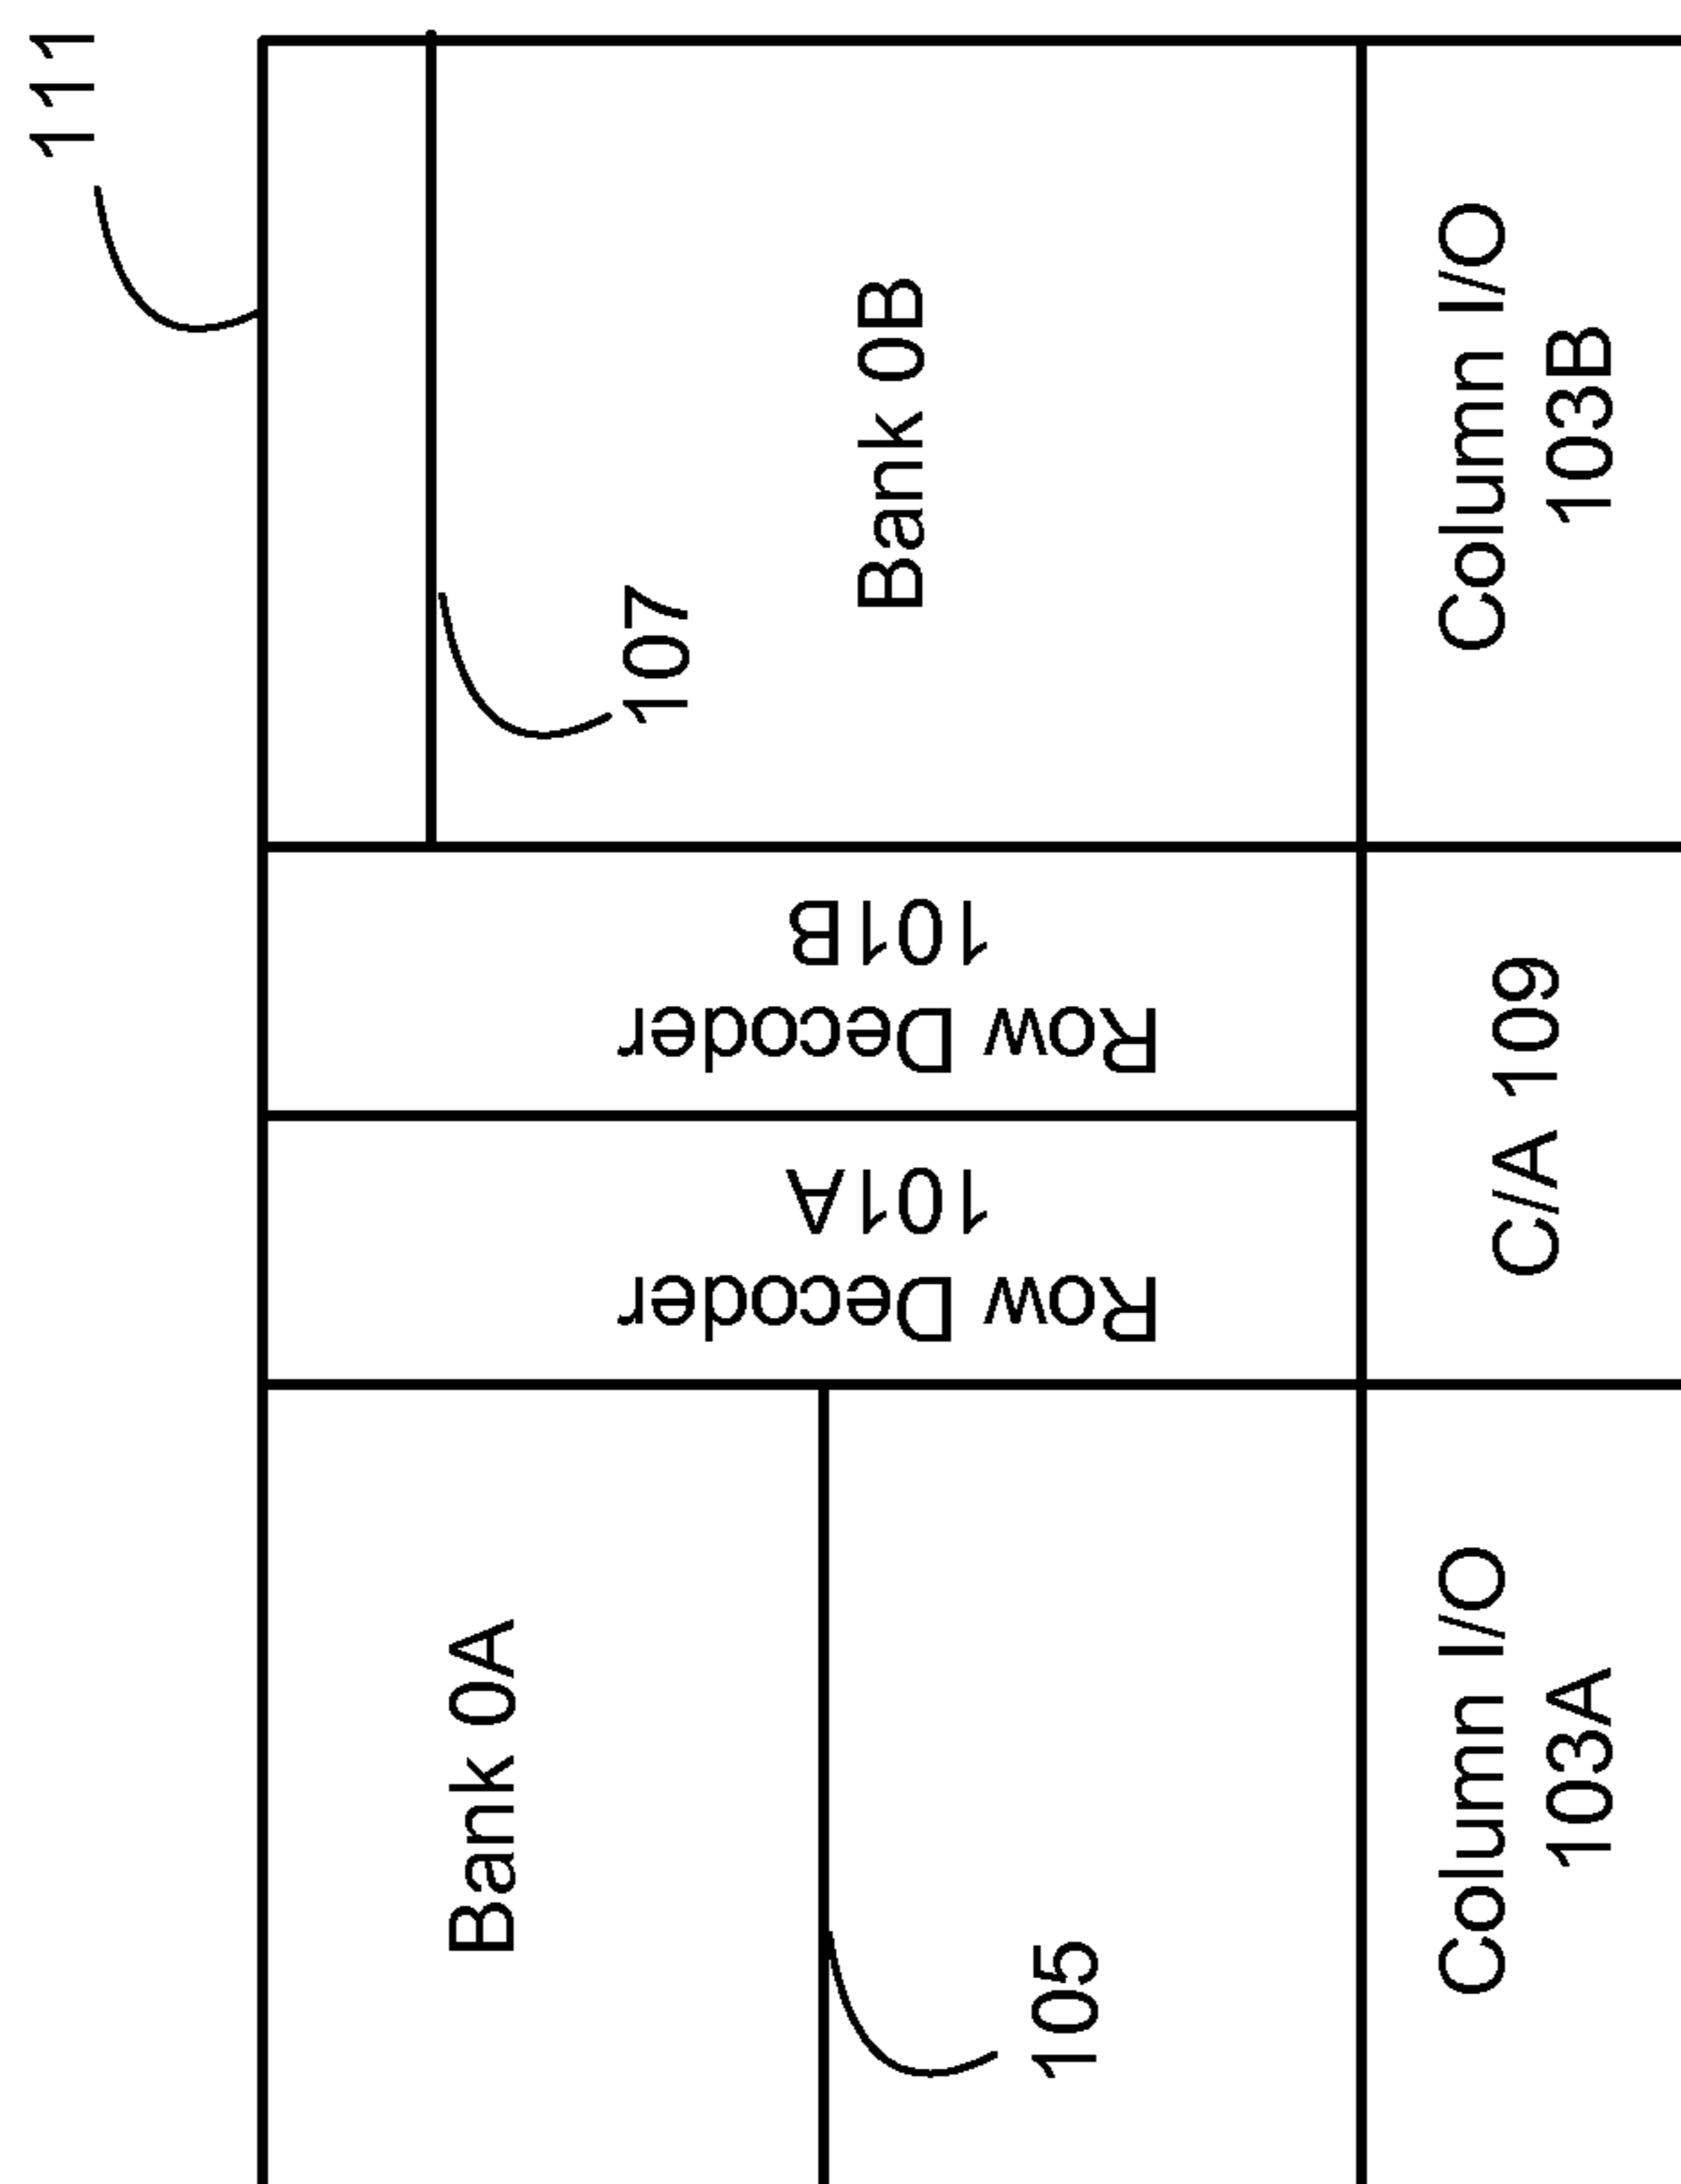 111
Bank 0A
105
Row Decoder
101A
Row Decoder
101B
107
Bank 0B
Column I/O
103A
C/A 109
Column I/O
103B